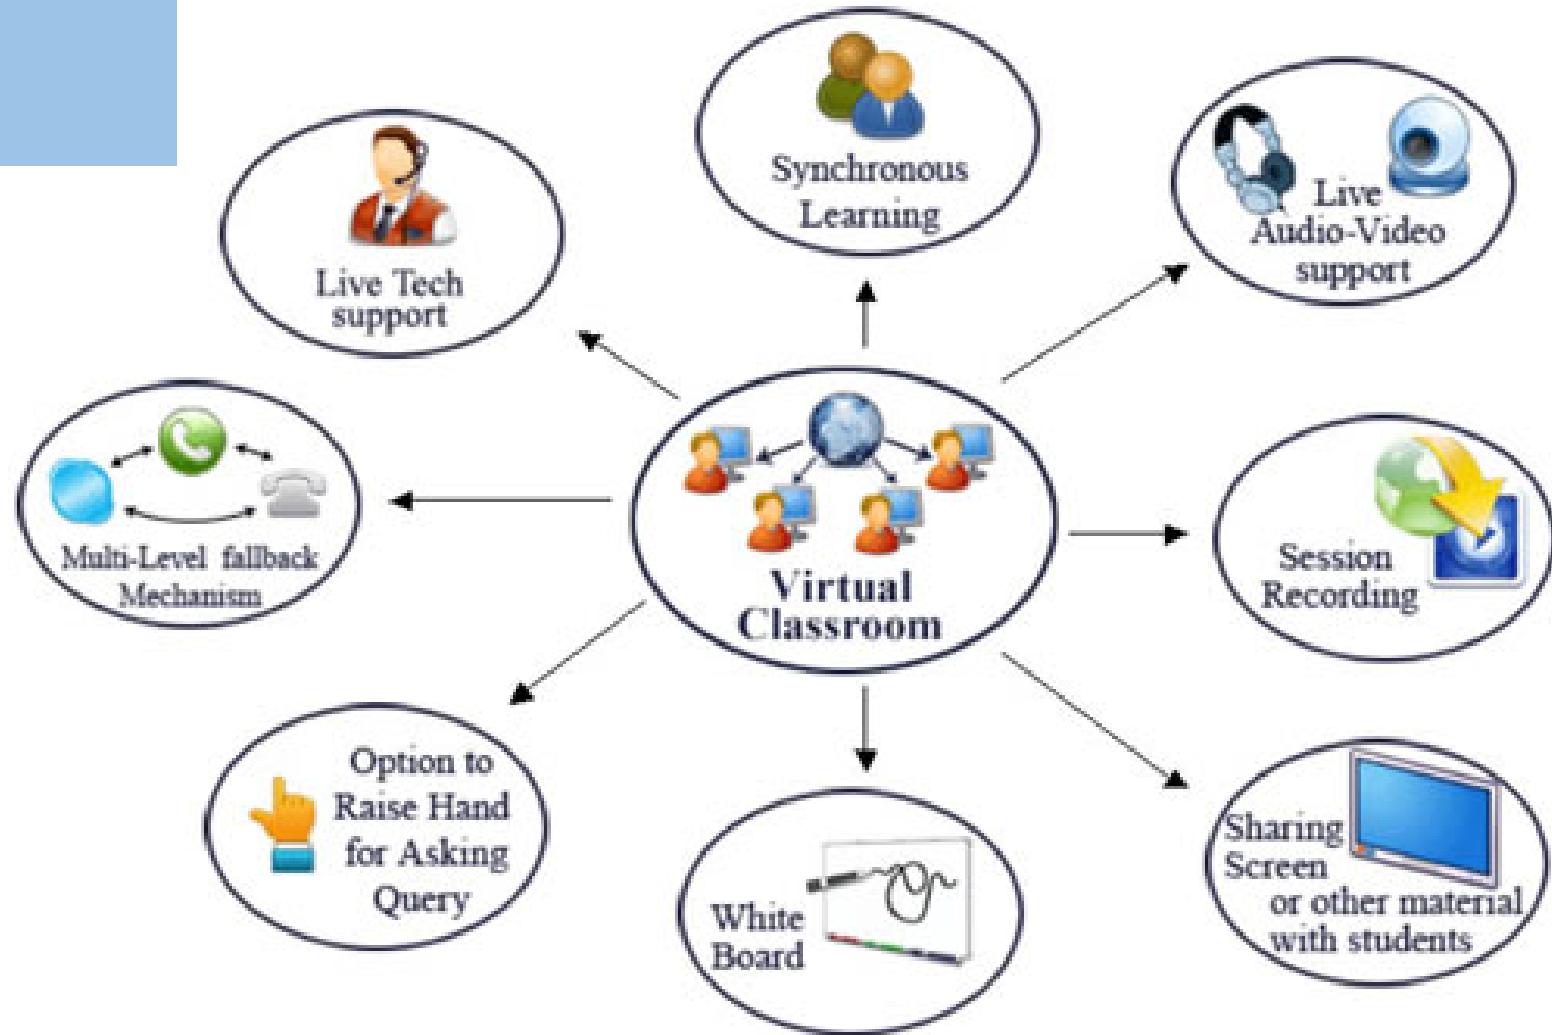 Synchronous
Learning
Live
Audio-Video
support
Live Tech
support
Virtual
Classroom
Multi-Level fallback
Mechanism
Session
Recording
Option to
Raise Hand
for Asking
Query
White
Board
Sharing
Screen
or other material
with students